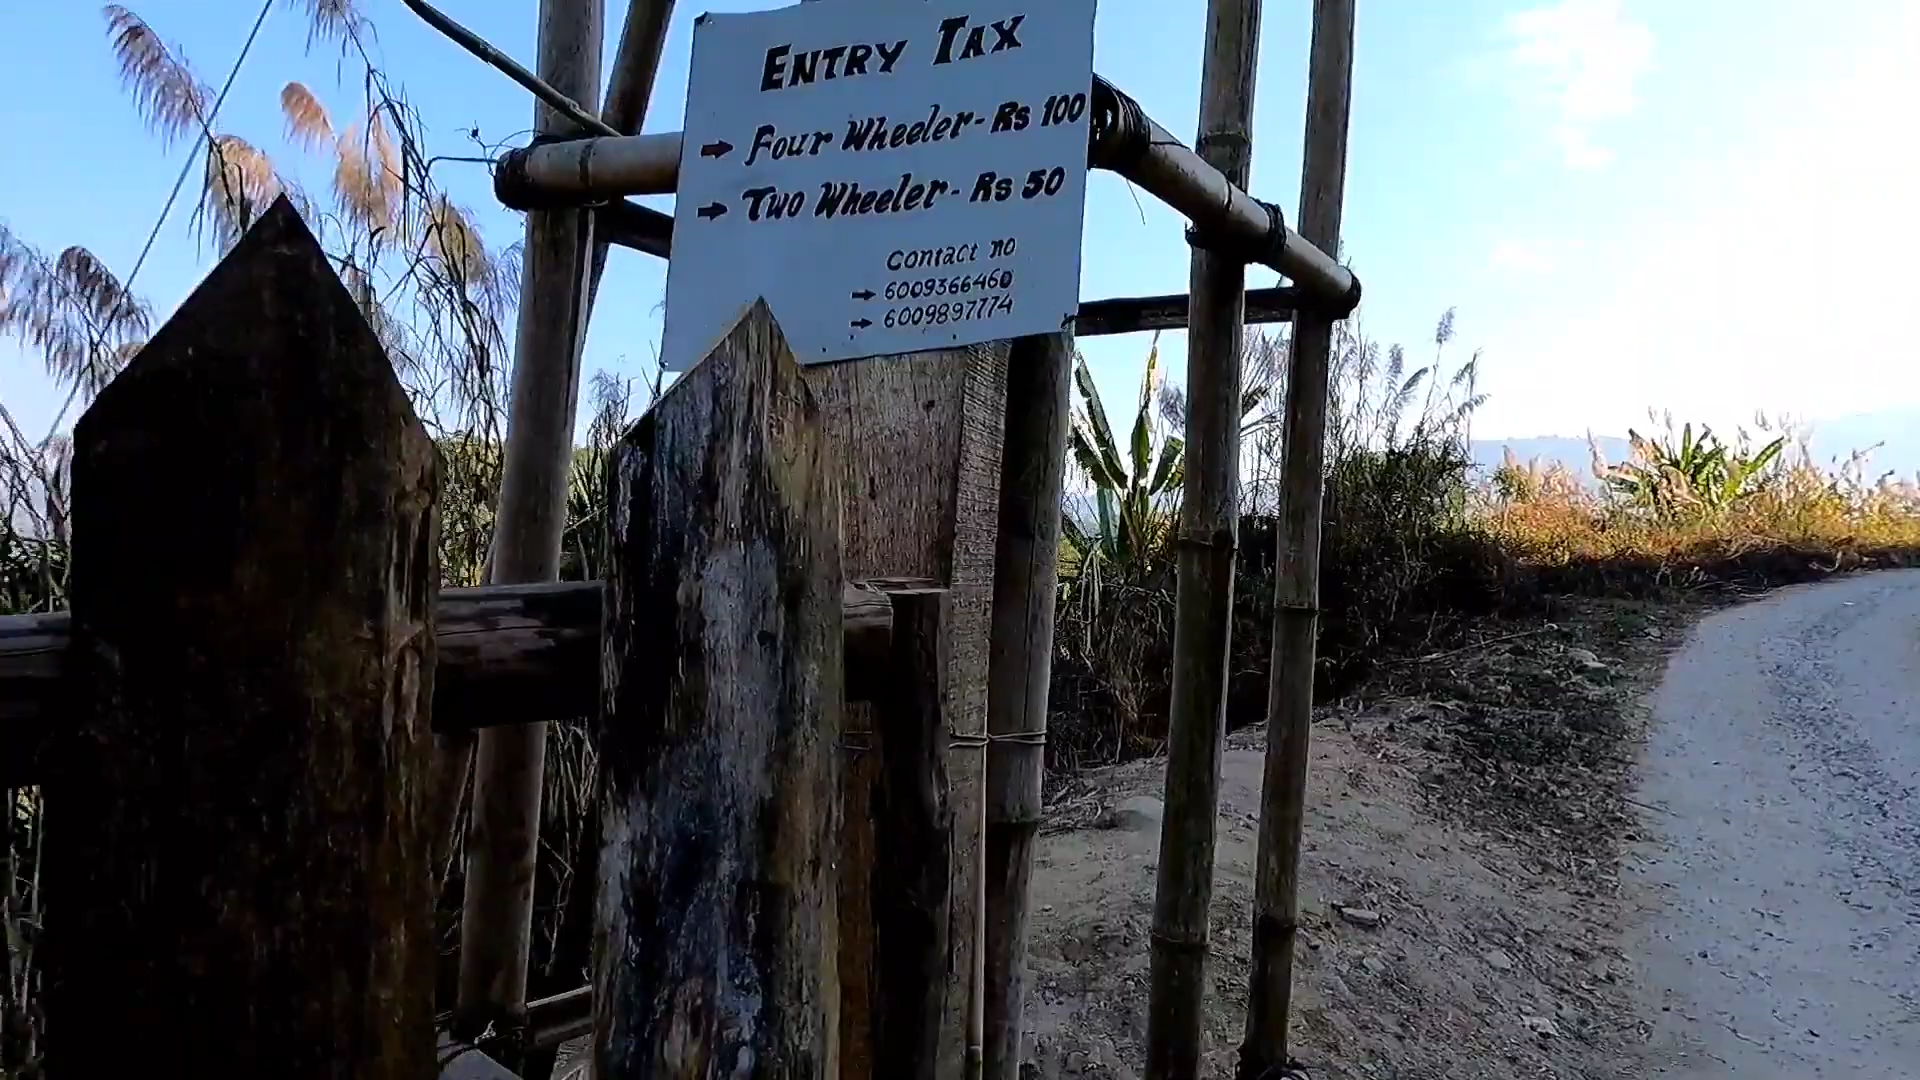 ENTRY TAX
→ Four Wheeler - Rs 100
→ Two Wheeler - Rs 50
Contact no
→ 6009366460
→ 6009897774